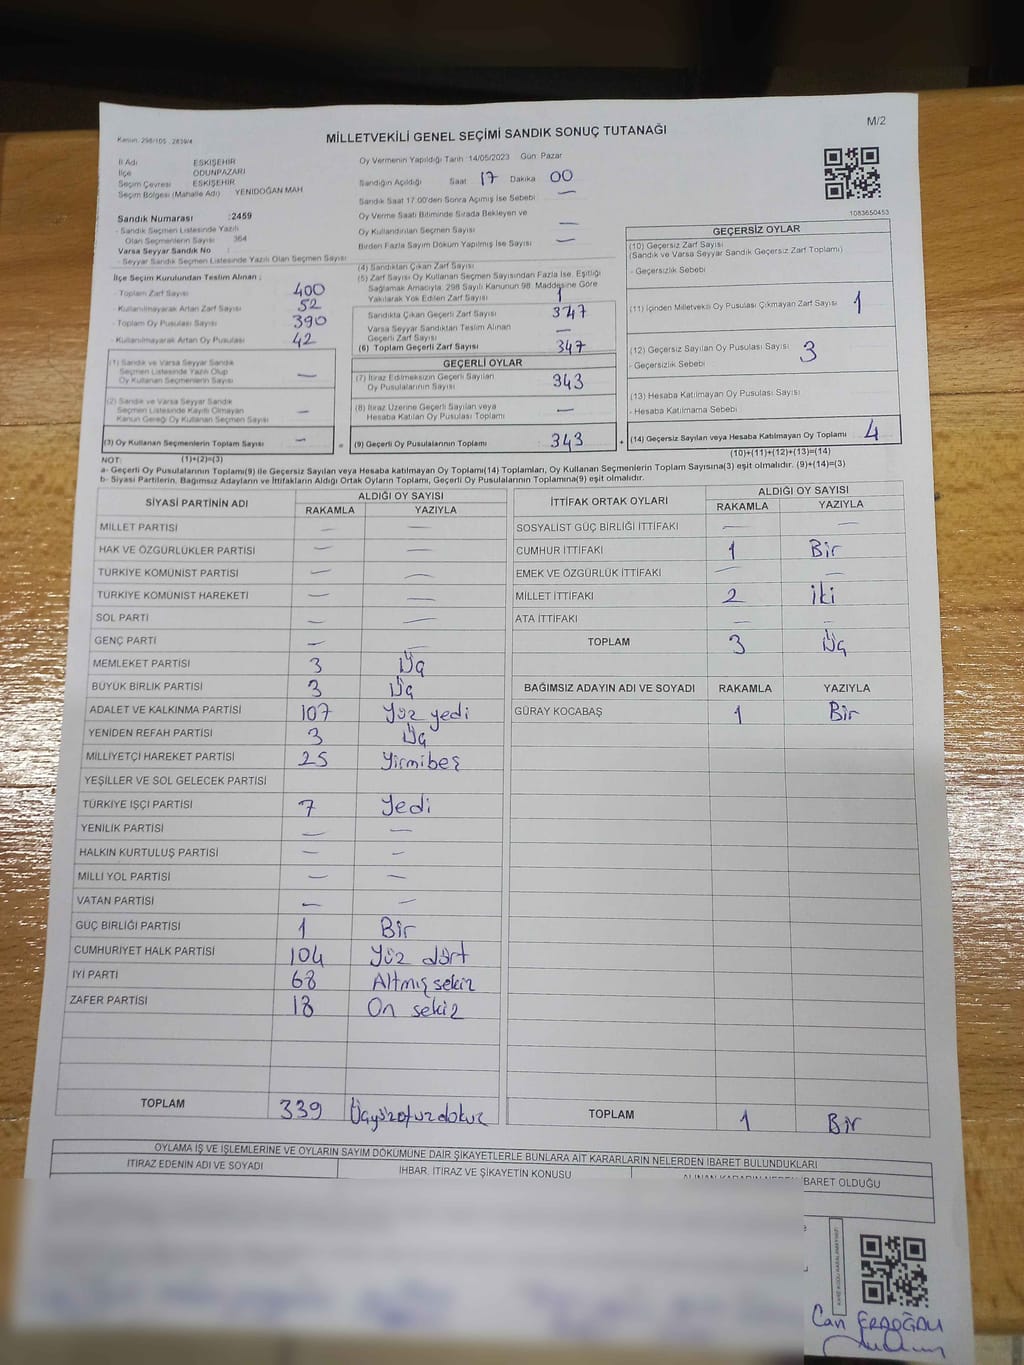 M/2
Kanun: 298/105 , 2839/4
MİLLETVEKİLİ GENEL SEÇİMİ SANDIK SONUÇ TUTANAĞI
İl Adı ESKİŞEHİR
İlçe ODUNPAZARI
Seçim Çevresi ESKİŞEHİR
Seçim Bölgesi (Mahalle Adı) YENİDOĞAN MAH
Sandık Numarası :2459
- Sandık Seçmen Listesinde Yazılı
Olan Seçmenlerin Sayısı 364
Varsa Seyyar Sandık No :
- Seyyar Sandık Seçmen Listesinde Yazılı Olan Seçmen Sayısı
Oy Vermenin Yapıldığı Tarih :14/05/2023 Gün: Pazar
Sandığın Açıldığı Saat 17 Dakika 00
Sandık Saat 17:00'den Sonra Açılmış İse Sebebi —
Oy Verme Saati Bitiminde Sırada Bekleyen ve
Oy Kullandırılan Seçmen Sayısı —
Birden Fazla Sayım Döküm Yapılmış İse Sayısı —
1083650453
İlçe Seçim Kurulundan Teslim Alınan :
- Toplam Zarf Sayısı 400
- Kullanılmayarak Artan Zarf Sayısı 52
- Toplam Oy Pusulası Sayısı 390
- Kullanılmayarak Artan Oy Pusulası 42
(1) Sandık ve Varsa Seyyar Sandık
Seçmen Listesinde Yazılı Olup
Oy Kullanan Seçmenlerin Sayısı —
(2) Sandık ve Varsa Seyyar Sandık
Seçmen Listesinde Kayıtlı Olmayan
Kanun Gereği Oy Kullanan Seçmen Sayısı —
(3) Oy Kullanan Seçmenlerin Toplam Sayısı —
(4) Sandıktan Çıkan Zarf Sayısı
(5) Zarf Sayısı Oy Kullanan Seçmen Sayısından Fazla İse, Eşitliği
Sağlamak Amacıyla, 298 Sayılı Kanunun 98. Maddesine Göre
Yakılarak Yok Edilen Zarf Sayısı 1
Sandıkta Çıkan Geçerli Zarf Sayısı 347
Varsa Seyyar Sandıktan Teslim Alınan
Geçerli Zarf Sayısı —
(6) Toplam Geçerli Zarf Sayısı 347
GEÇERLİ OYLAR
(7) İtiraz Edilmeksizin Geçerli Sayılan
Oy Pusulalarının Sayısı 343
(8) İtiraz Üzerine Geçerli Sayılan veya
Hesaba Katılan Oy Pusulası Toplamı —
= (9) Geçerli Oy Pusulalarının Toplamı 343
GEÇERSİZ OYLAR
(10) Geçersiz Zarf Sayısı
(Sandık ve Varsa Seyyar Sandık Geçersiz Zarf Toplamı)
- Geçersizlik Sebebi
(11) İçinden Milletvekili Oy Pusulası Çıkmayan Zarf Sayısı 1
(12) Geçersiz Sayılan Oy Pusulası Sayısı 3
- Geçersizlik Sebebi
(13) Hesaba Katılmayan Oy Pusulası Sayısı
- Hesaba Katılmama Sebebi
+ (14) Geçersiz Sayılan veya Hesaba Katılmayan Oy Toplamı 4
NOT: (1)+(2)=(3)
(10)+(11)+(12)+(13)=(14)
a- Geçerli Oy Pusulalarının Toplamı(9) ile Geçersiz Sayılan veya Hesaba katılmayan Oy Toplamı(14) Toplamları, Oy Kullanan Seçmenlerin Toplam Sayısına(3) eşit olmalıdır. (9)+(14)=(3)
b- Siyasi Partilerin, Bağımsız Adayların ve İttifakların Aldığı Ortak Oyların Toplamı, Geçerli Oy Pusulalarının Toplamına(9) eşit olmalıdır.
SİYASİ PARTİNİN ADI ALDIĞI OY SAYISI
RAKAMLA YAZIYLA
MİLLET PARTİSİ — —
HAK VE ÖZGÜRLÜKLER PARTİSİ — —
TÜRKİYE KOMÜNİST PARTİSİ — —
TÜRKİYE KOMÜNİST HAREKETİ — —
SOL PARTİ — —
GENÇ PARTİ — —
MEMLEKET PARTİSİ 3 Üç
BÜYÜK BİRLİK PARTİSİ 3 Üç
ADALET VE KALKINMA PARTİSİ 107 Yüz yedi
YENİDEN REFAH PARTİSİ 3 Üç
MİLLİYETÇİ HAREKET PARTİSİ 25 Yirmibeş
YEŞİLLER VE SOL GELECEK PARTİSİ
TÜRKİYE İŞÇİ PARTİSİ 7 Yedi
YENİLİK PARTİSİ — —
HALKIN KURTULUŞ PARTİSİ — —
MİLLİ YOL PARTİSİ — —
VATAN PARTİSİ — —
GÜÇ BİRLİĞİ PARTİSİ 1 Bir
CUMHURİYET HALK PARTİSİ 104 Yüz dört
İYİ PARTİ 68 Altmış sekiz
ZAFER PARTİSİ 18 On sekiz
TOPLAM 339 Üçyüzotuzdokuz
İTTİFAK ORTAK OYLARI ALDIĞI OY SAYISI
RAKAMLA YAZIYLA
SOSYALİST GÜÇ BİRLİĞİ İTTİFAKI — —
CUMHUR İTTİFAKI 1 Bir
EMEK VE ÖZGÜRLÜK İTTİFAKI — —
MİLLET İTTİFAKI 2 İki
ATA İTTİFAKI — —
TOPLAM 3 Üç
BAĞIMSIZ ADAYIN ADI VE SOYADI RAKAMLA YAZIYLA
GÜRAY KOCABAŞ 1 Bir
TOPLAM 1 Bir
OYLAMA İŞ VE İŞLEMLERİNE VE OYLARIN SAYIM DÖKÜMÜNE DAİR ŞİKAYETLERLE BUNLARA AİT KARARLARIN NELERDEN İBARET BULUNDUKLARI
İTİRAZ EDENİN ADI VE SOYADI İHBAR, İTİRAZ VE ŞİKAYETİN KONUSU ALINAN KARARIN NEDEN İBARET OLDUĞU
Can